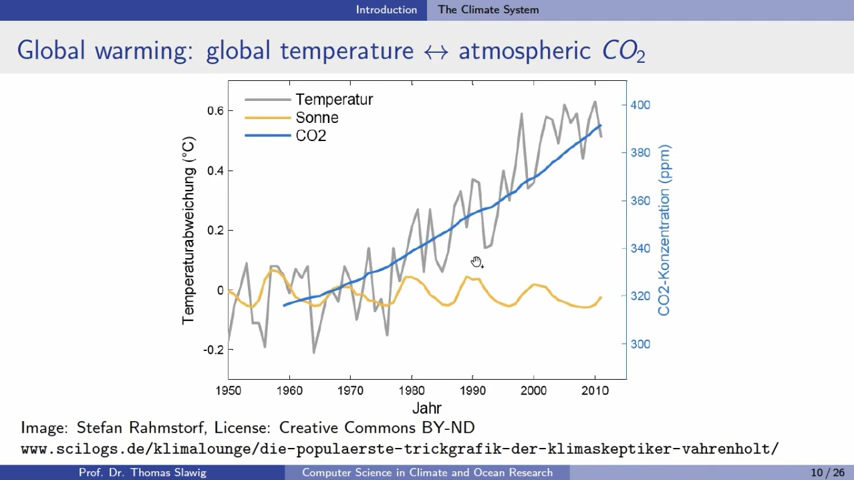 Introduction The Climate System
Global warming: global temperature ↔ atmospheric CO2
Temperatur
Sonne
CO2
Temperaturabweichung (°C)
0.6
0.4
0.2
0
-0.2
400
380
360
340
320
300
CO2-Konzentration (ppm)
1950 1960 1970 1980 1990 2000 2010
Jahr
Image: Stefan Rahmstorf, License: Creative Commons BY-ND
www.scilogs.de/klimalounge/die-populaerste-trickgrafik-der-klimaskeptiker-vahrenholt/
Prof. Dr. Thomas Slawig Computer Science in Climate and Ocean Research 10 / 26